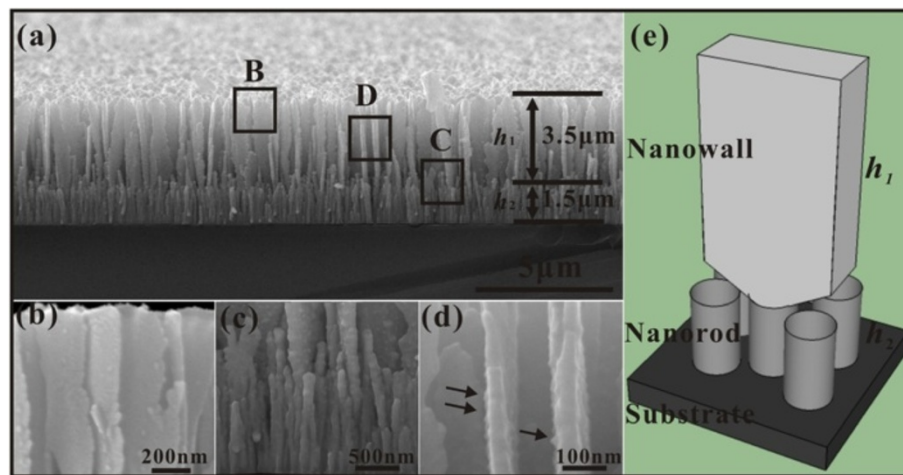 (a)
B
D
C
h₁
3.5μm
h₂
1.5μm
5μm
(b)
200nm
(c)
500nm
(d)
100nm
(e)
Nanowall
h₁
Nanorod
h₂
Substrate